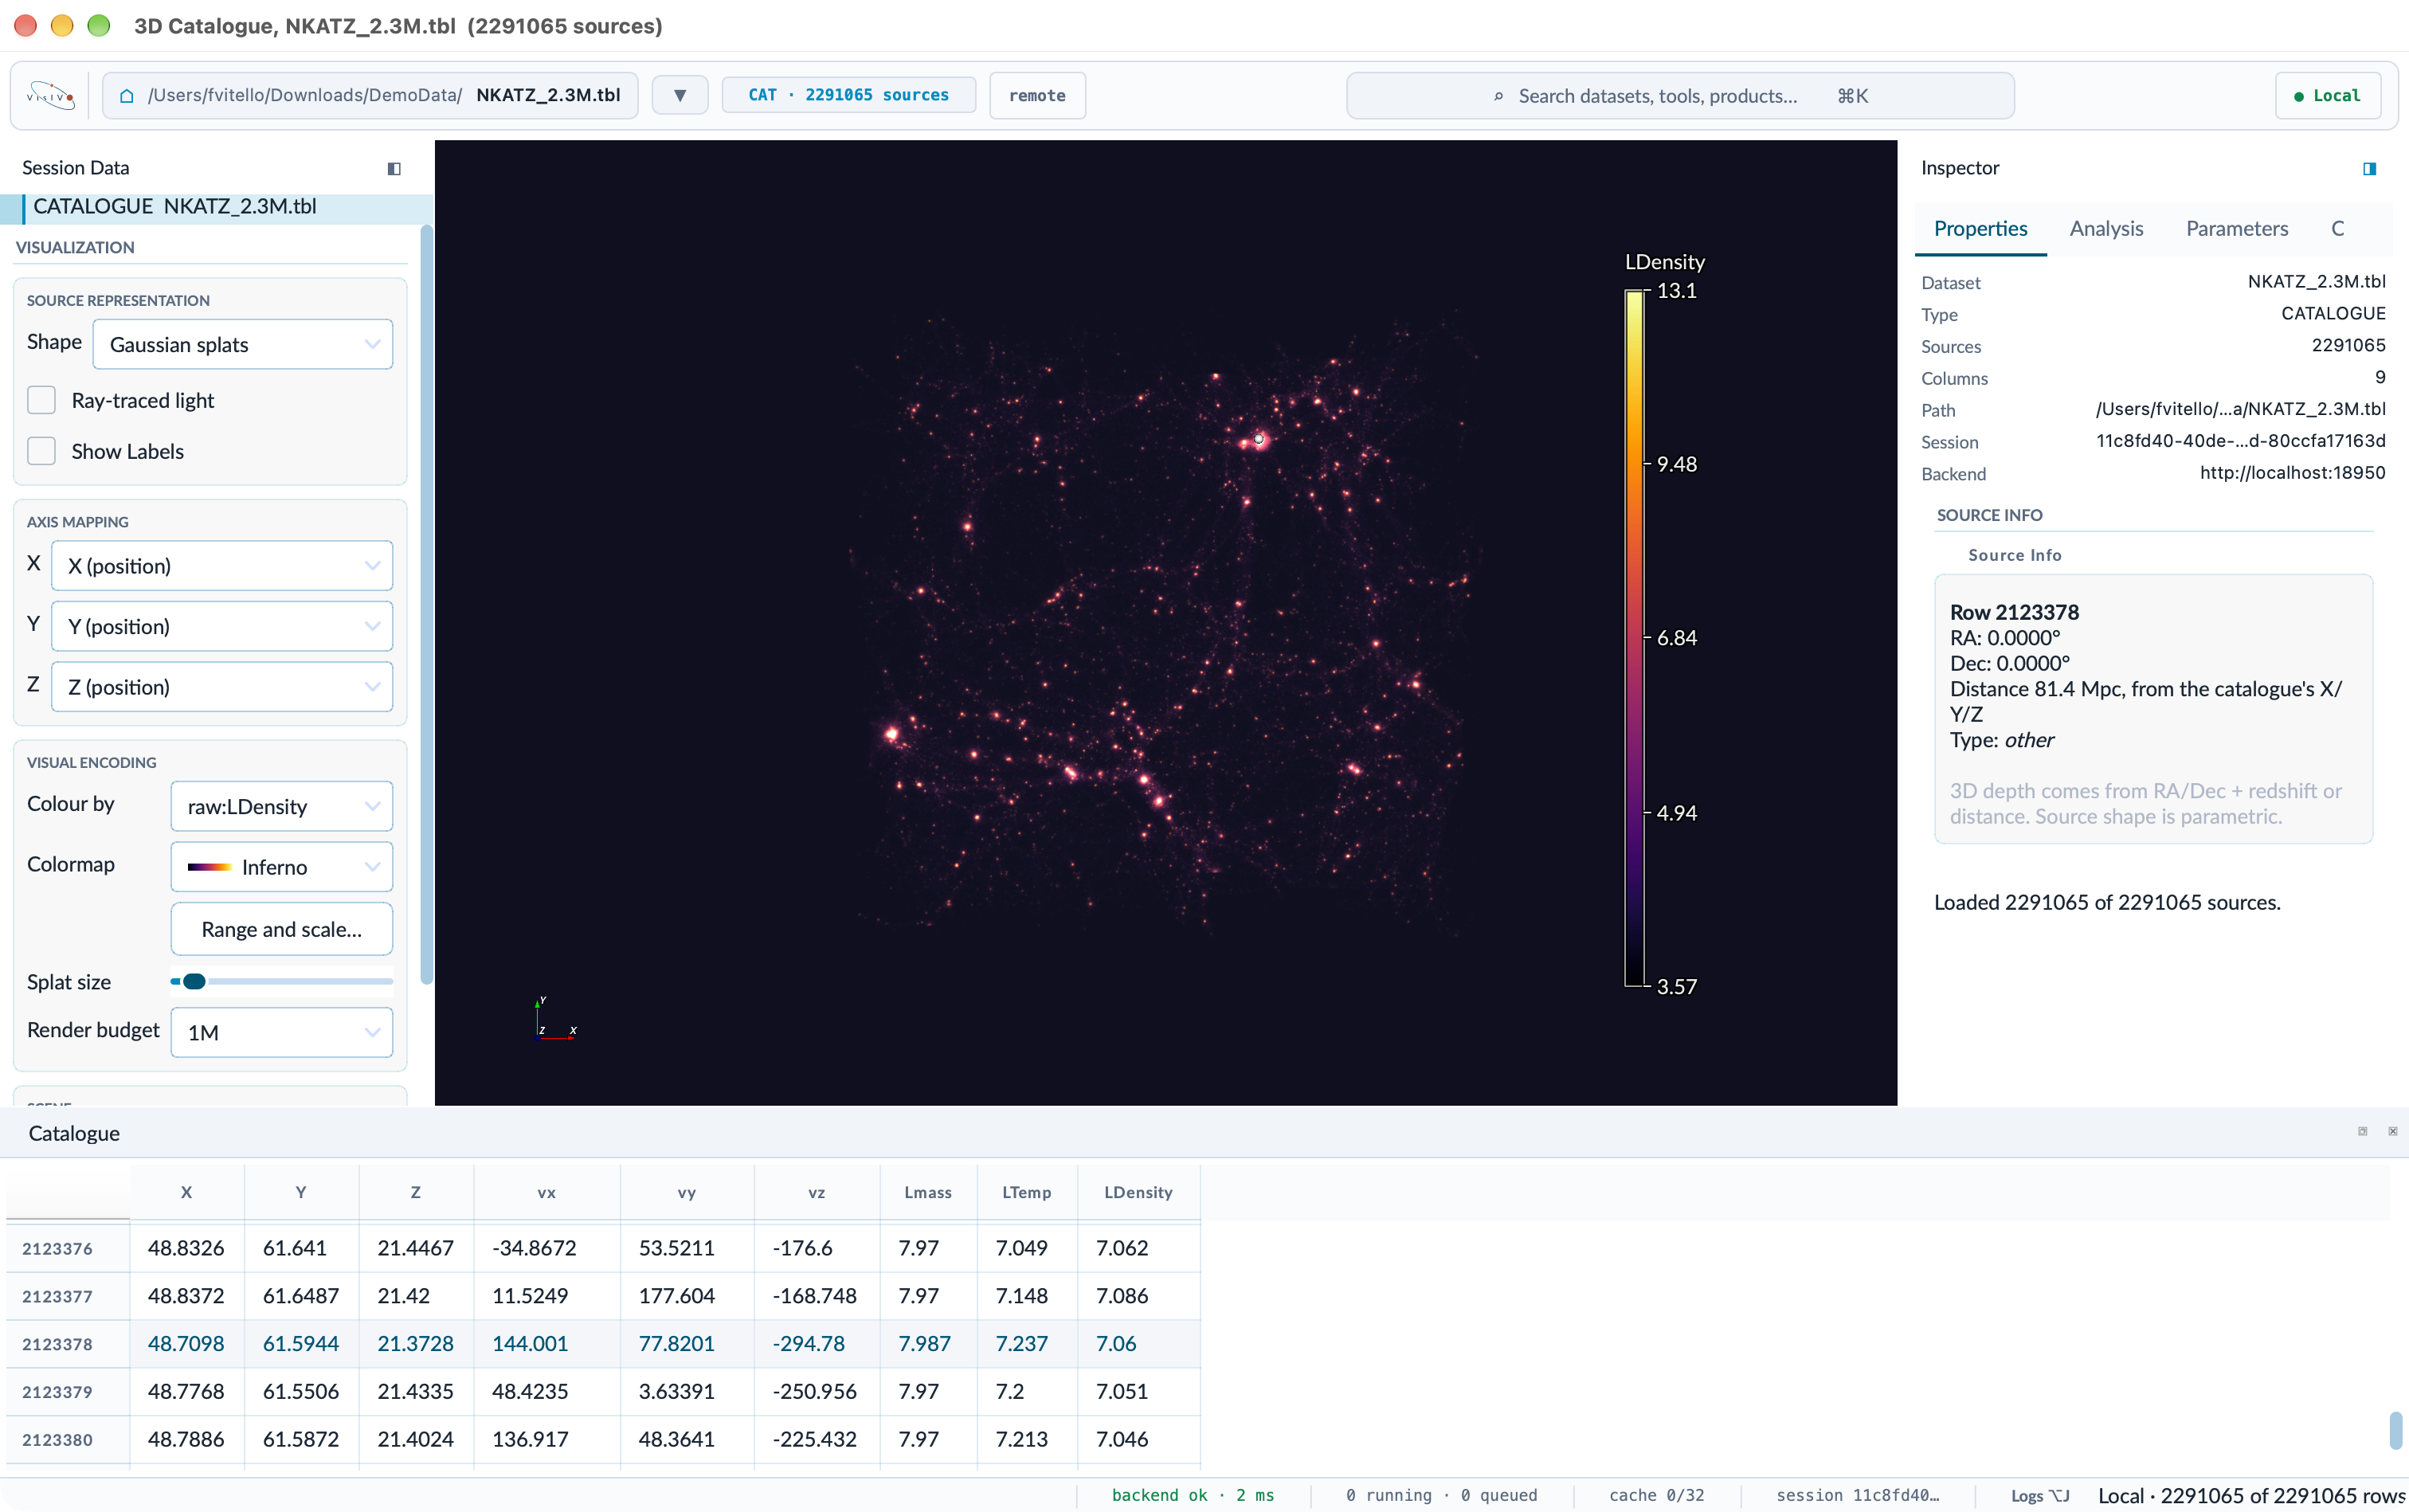 3D Catalogue, NKATZ_2.3M.tbl (2291065 sources)
VisIVO
/Users/fvitello/Downloads/DemoData/ NKATZ_2.3M.tbl
▼
CAT · 2291065 sources
remote
Search datasets, tools, products... ⌘K
● Local
Session Data
CATALOGUE NKATZ_2.3M.tbl
VISUALIZATION
SOURCE REPRESENTATION
Shape Gaussian splats
Ray-traced light
Show Labels
AXIS MAPPING
X X (position)
Y Y (position)
Z Z (position)
VISUAL ENCODING
Colour by raw:LDensity
Colormap Inferno
Range and scale...
Splat size
Render budget 1M
LDensity
13.1
9.48
6.84
4.94
3.57
Y
Z X
Inspector
Properties Analysis Parameters C
Dataset NKATZ_2.3M.tbl
Type CATALOGUE
Sources 2291065
Columns 9
Path /Users/fvitello/...a/NKATZ_2.3M.tbl
Session 11c8fd40-40de-...d-80ccfa17163d
Backend http://localhost:18950
SOURCE INFO
Source Info
Row 2123378
RA: 0.0000°
Dec: 0.0000°
Distance 81.4 Mpc, from the catalogue's X/
Y/Z
Type: other
3D depth comes from RA/Dec + redshift or
distance. Source shape is parametric.
Loaded 2291065 of 2291065 sources.
Catalogue
X Y Z vx vy vz Lmass LTemp LDensity
2123376 48.8326 61.641 21.4467 -34.8672 53.5211 -176.6 7.97 7.049 7.062
2123377 48.8372 61.6487 21.42 11.5249 177.604 -168.748 7.97 7.148 7.086
2123378 48.7098 61.5944 21.3728 144.001 77.8201 -294.78 7.987 7.237 7.06
2123379 48.7768 61.5506 21.4335 48.4235 3.63391 -250.956 7.97 7.2 7.051
2123380 48.7886 61.5872 21.4024 136.917 48.3641 -225.432 7.97 7.213 7.046
backend ok · 2 ms
0 running · 0 queued
cache 0/32
session 11c8fd40…
Logs ⌥J
Local · 2291065 of 2291065 rows